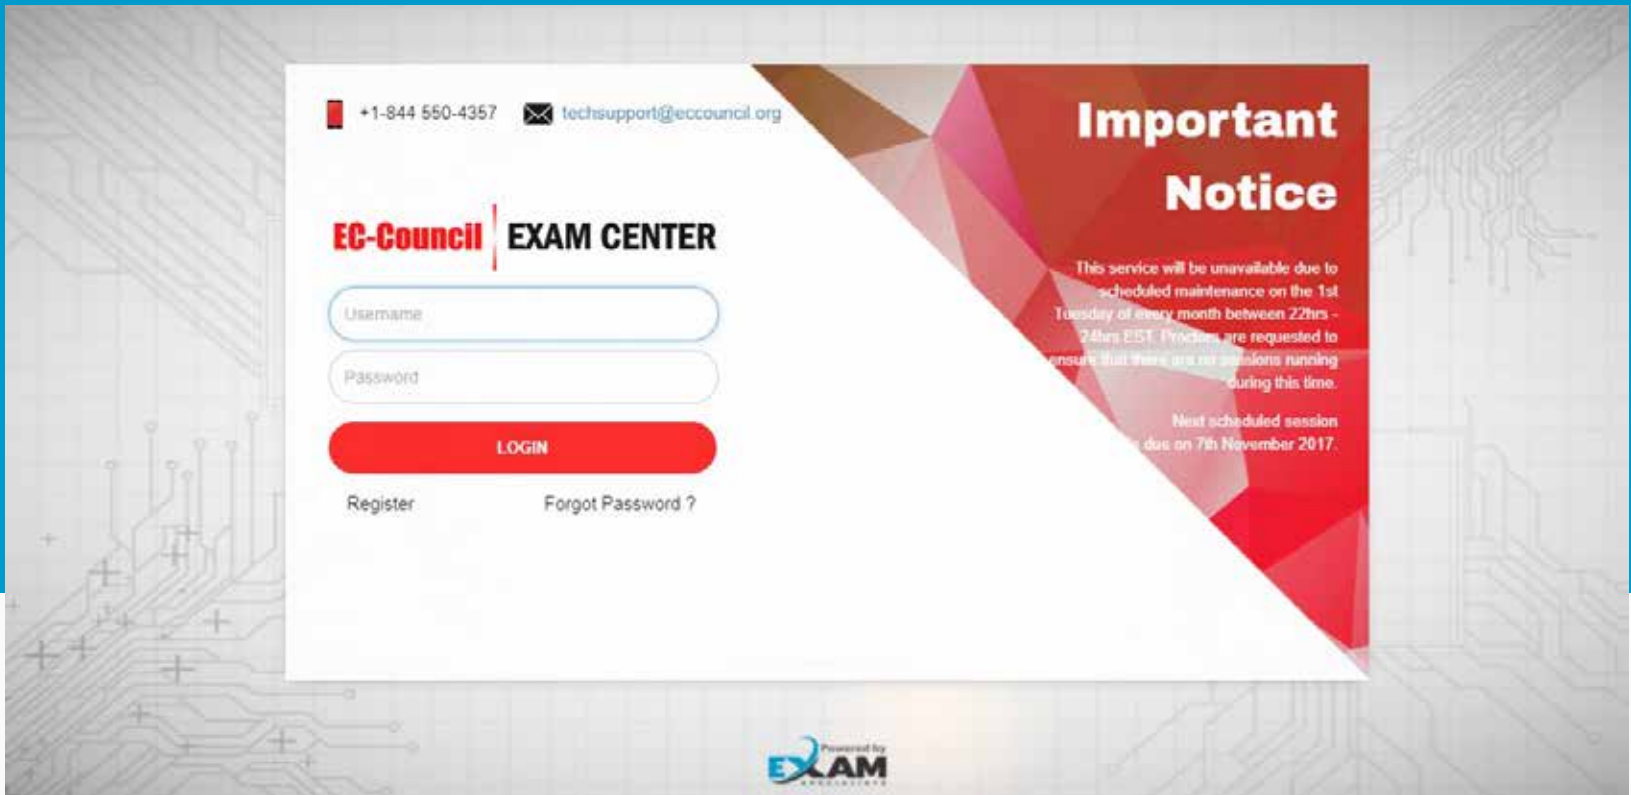 +1-844 550-4357
techsupport@eccouncil.org
EC-Council EXAM CENTER
Username
Password
LOGIN
Register
Forgot Password ?
Important
Notice
This service will be unavailable due to
scheduled maintenance on the 1st
Tuesday of every month between 22hrs -
24hrs EST. Proctors are requested to
ensure that there are no sessions running
during this time.
Next scheduled session
due on 7th November 2017.
Powered by
EXAM
SPECIALISTS